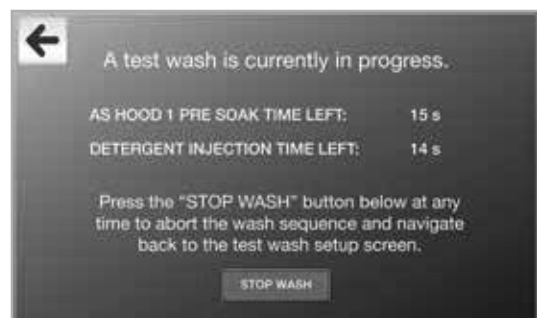 A test wash is currently in progress.
AS HOOD 1 PRE SOAK TIME LEFT: 15 s
DETERGENT INJECTION TIME LEFT: 14 s
Press the “STOP WASH” button below at any
time to abort the wash sequence and navigate
back to the test wash setup screen.
STOP WASH